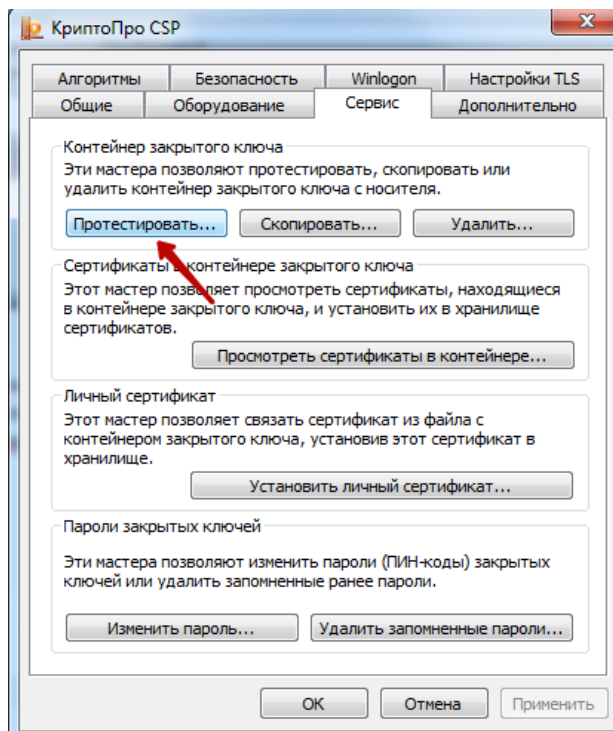 КриптоПро CSP
Алгоритмы Безопасность Winlogon Настройки TLS
Общие Оборудование Сервис Дополнительно
Контейнер закрытого ключа
Эти мастера позволяют протестировать, скопировать или
удалить контейнер закрытого ключа с носителя.
Протестировать... Скопировать... Удалить...
Сертификаты в контейнере закрытого ключа
Этот мастер позволяет просмотреть сертификаты, находящиеся
в контейнере закрытого ключа, и установить их в хранилище
сертификатов.
Просмотреть сертификаты в контейнере...
Личный сертификат
Этот мастер позволяет связать сертификат из файла с
контейнером закрытого ключа, установив этот сертификат в
хранилище.
Установить личный сертификат...
Пароли закрытых ключей
Эти мастера позволяют изменить пароли (ПИН-коды) закрытых
ключей или удалить запомненные ранее пароли.
Изменить пароль... Удалить запомненные пароли...
ОК Отмена Применить